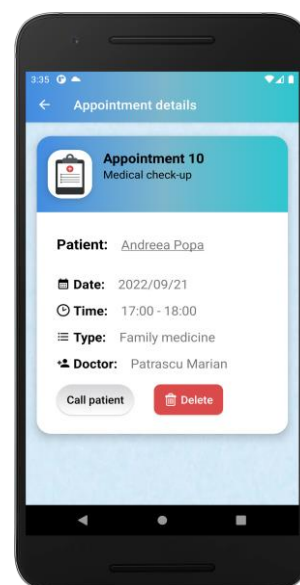 3:35
Appointment details
Appointment 10
Medical check-up
Patient: Andreea Popa
Date: 2022/09/21
Time: 17:00 - 18:00
Type: Family medicine
Doctor: Patrascu Marian
Call patient
Delete